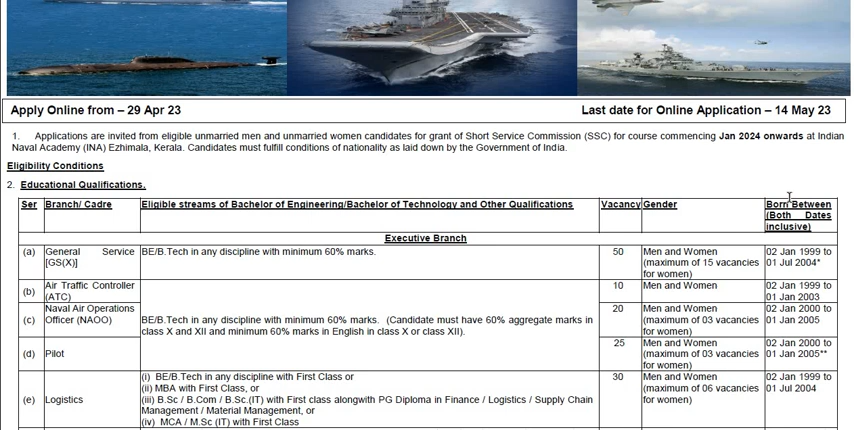 Apply Online from – 29 Apr 23 Last date for Online Application – 14 May 23
1. Applications are invited from eligible unmarried men and unmarried women candidates for grant of Short Service Commission (SSC) for course commencing Jan 2024 onwards at Indian
Naval Academy (INA) Ezhimala, Kerala. Candidates must fulfill conditions of nationality as laid down by the Government of India.
Eligibility Conditions
2. Educational Qualifications.
Ser Branch/ Cadre Eligible streams of Bachelor of Engineering/Bachelor of Technology and Other Qualifications Vacancy Gender Born Between
(Both Dates
inclusive)
Executive Branch
(a) General Service BE/B.Tech in any discipline with minimum 60% marks. 50 Men and Women 02 Jan 1999 to
[GS(X)] (maximum of 15 vacancies 01 Jul 2004*
for women)
(b) Air Traffic Controller 10 Men and Women 02 Jan 1999 to
(ATC) 01 Jan 2003
(c) Naval Air Operations 20 Men and Women 02 Jan 2000 to
Officer (NAOO) BE/B.Tech in any discipline with minimum 60% marks. (Candidate must have 60% aggregate marks in (maximum of 03 vacancies 01 Jan 2005
class X and XII and minimum 60% marks in English in class X or class XII). for women)
(d) Pilot 25 Men and Women 02 Jan 2000 to
(maximum of 03 vacancies 01 Jan 2005**
for women)
(e) Logistics (i) BE/B.Tech in any discipline with First Class or 30 Men and Women 02 Jan 1999 to
(ii) MBA with First Class, or (maximum of 06 vacancies 01 Jul 2004
(iii) B.Sc / B.Com / B.Sc.(IT) with First class alongwith PG Diploma in Finance / Logistics / Supply Chain for women)
Management / Material Management, or
(iv) MCA / M.Sc (IT) with First Class